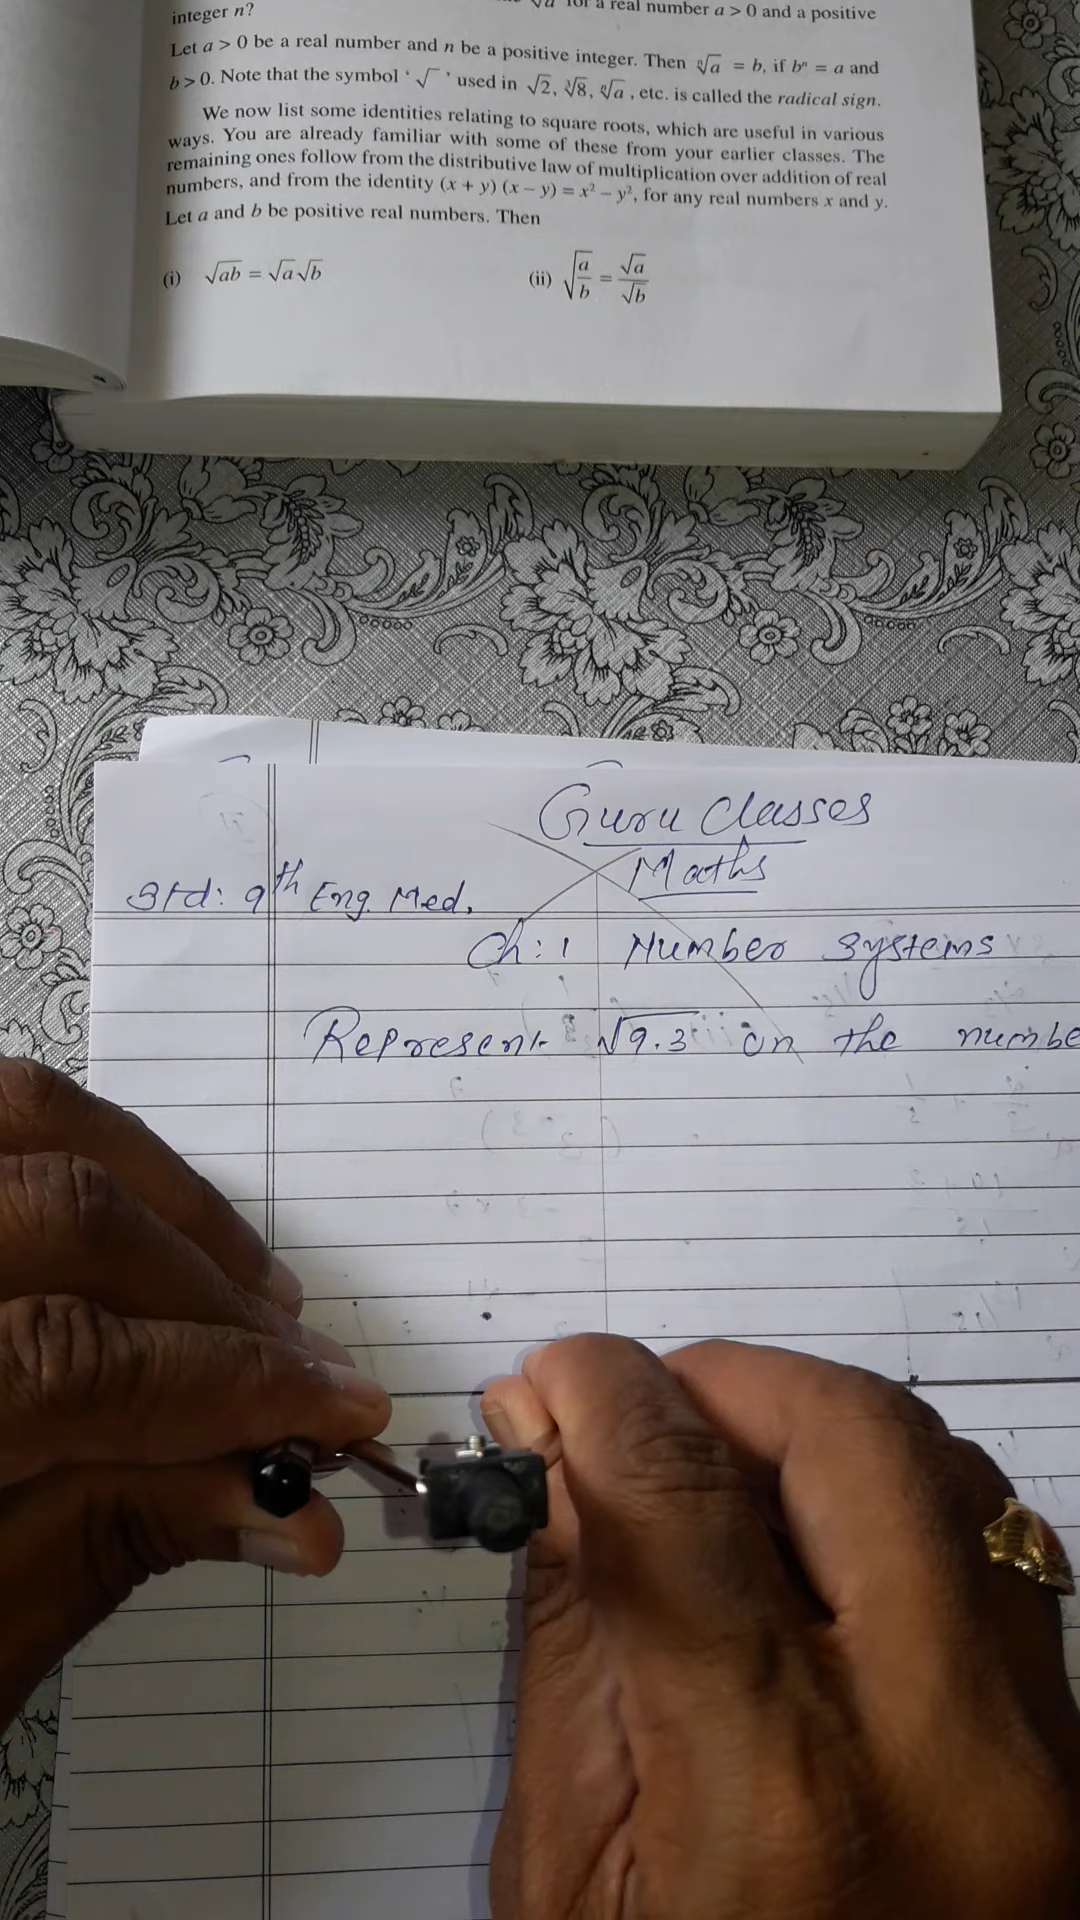 √a for a real number a > 0 and a positive
integer n?
Let a > 0 be a real number and n be a positive integer. Then ⁿ√a = b, if bⁿ = a and
b > 0. Note that the symbol ‘√’ used in √2, ³√8, ⁿ√a, etc. is called the radical sign.
We now list some identities relating to square roots, which are useful in various
ways. You are already familiar with some of these from your earlier classes. The
remaining ones follow from the distributive law of multiplication over addition of real
numbers, and from the identity (x + y) (x – y) = x² – y², for any real numbers x and y.
Let a and b be positive real numbers. Then
(i) √ab = √a√b (ii) √(a/b) = √a/√b
Guru Classes
Maths
Std: 9th Eng. Med.
Ch: 1 Number Systems
Represent √9.3 on the numbe